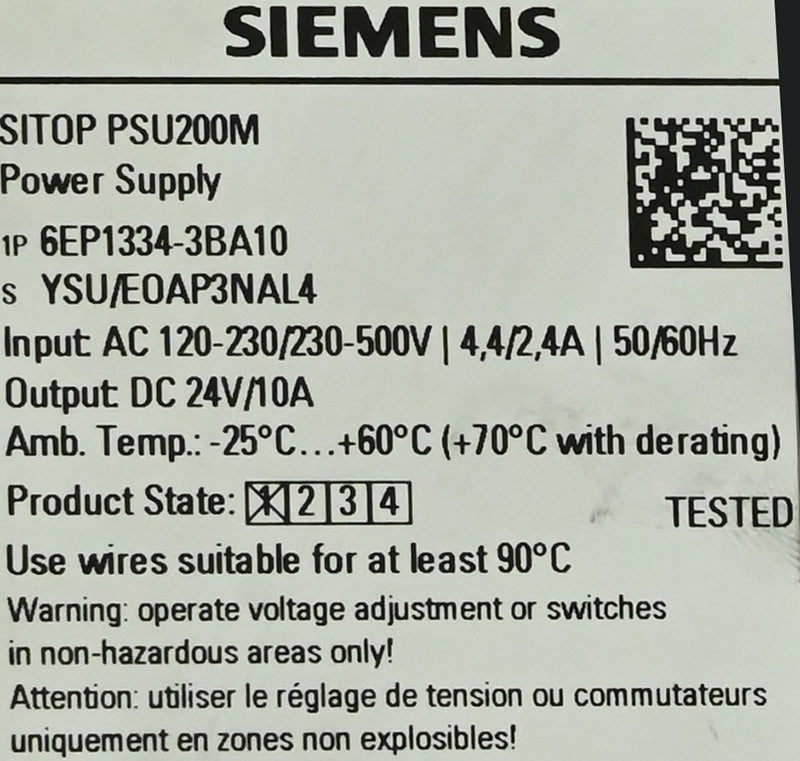 SIEMENS
SITOP PSU200M
Power Supply
1P 6EP1334-3BA10
S YSU/E0AP3NAL4
Input: AC 120-230/230-500V | 4,4/2,4A | 50/60Hz
Output: DC 24V/10A
Amb. Temp.: -25°C...+60°C (+70°C with derating)
Product State: X 2 3 4
TESTED
Use wires suitable for at least 90°C
Warning: operate voltage adjustment or switches
in non-hazardous areas only!
Attention: utiliser le réglage de tension ou commutateurs
uniquement en zones non explosibles!